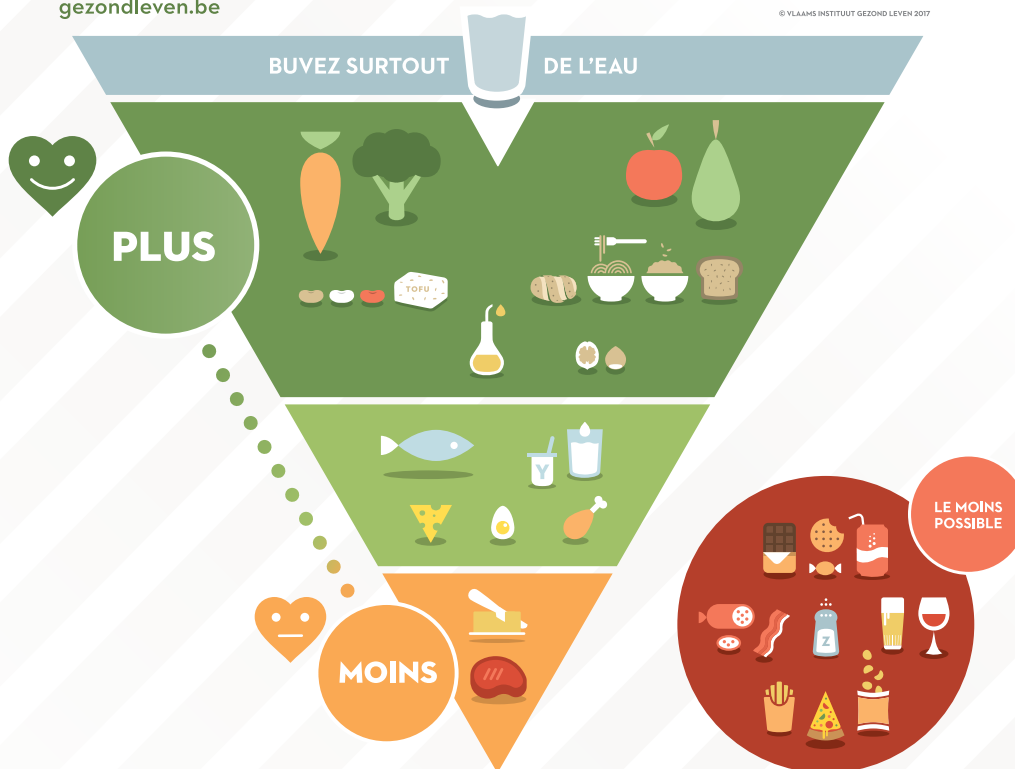 gezondleven.be
© VLAAMS INSTITUUT GEZOND LEVEN 2017
BUVEZ SURTOUT DE L'EAU
PLUS
TOFU
Y
LE MOINS
POSSIBLE
Z
MOINS